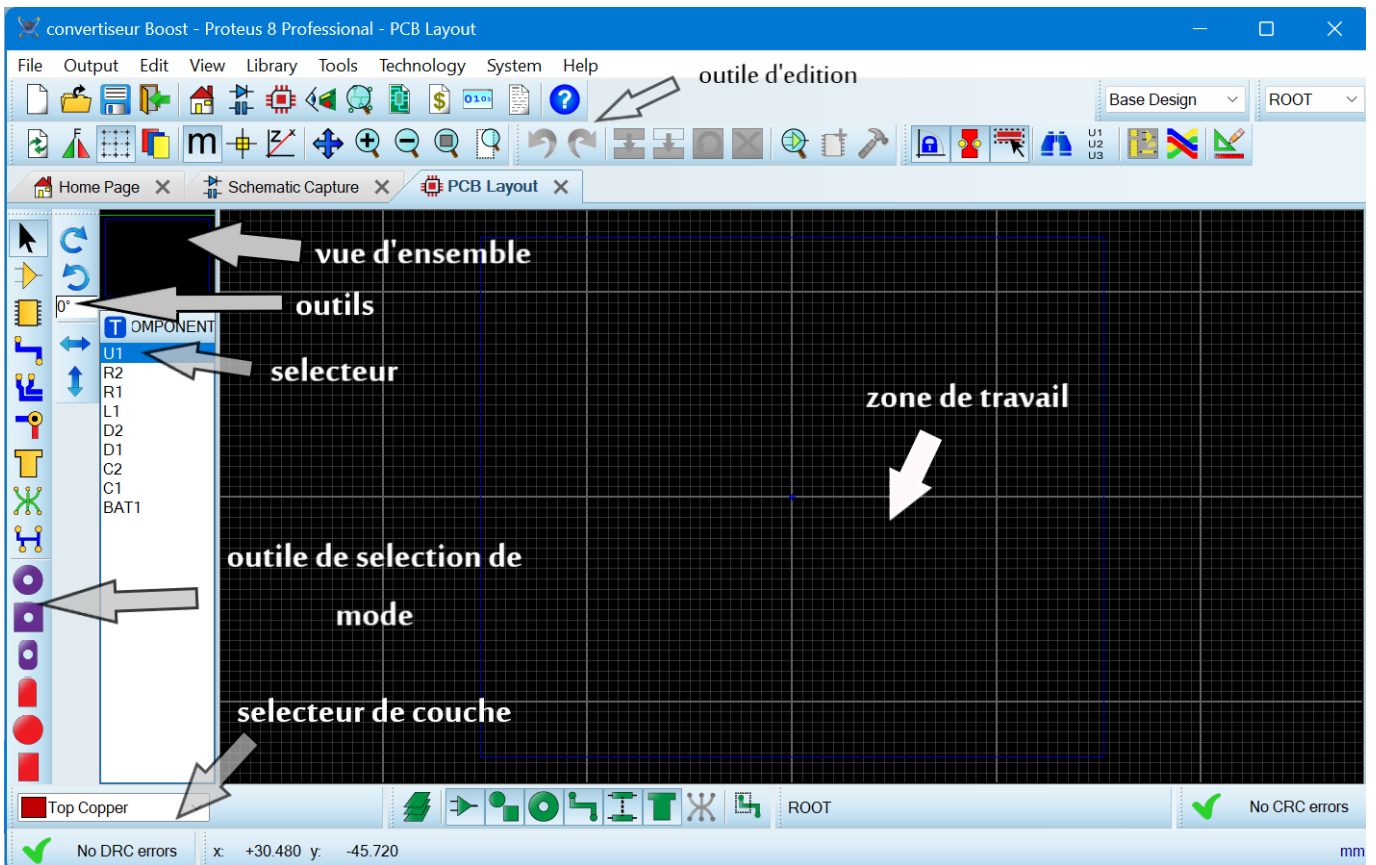 convertiseur Boost - Proteus 8 Professional - PCB Layout
File Output Edit View Library Tools Technology System Help
outile d'edition
Base Design
ROOT
$
0101
?
m
U1
U2
U3
Home Page
Schematic Capture
PCB Layout
vue d'ensemble
0°
outils
T OMPONENT
U1
selecteur
R2
R1
L1
D2
D1
C2
C1
BAT1
zone de travail
outile de selection de
mode
selecteur de couche
Top Copper
ROOT
No CRC errors
No DRC errors
x: +30.480 y: -45.720
mm